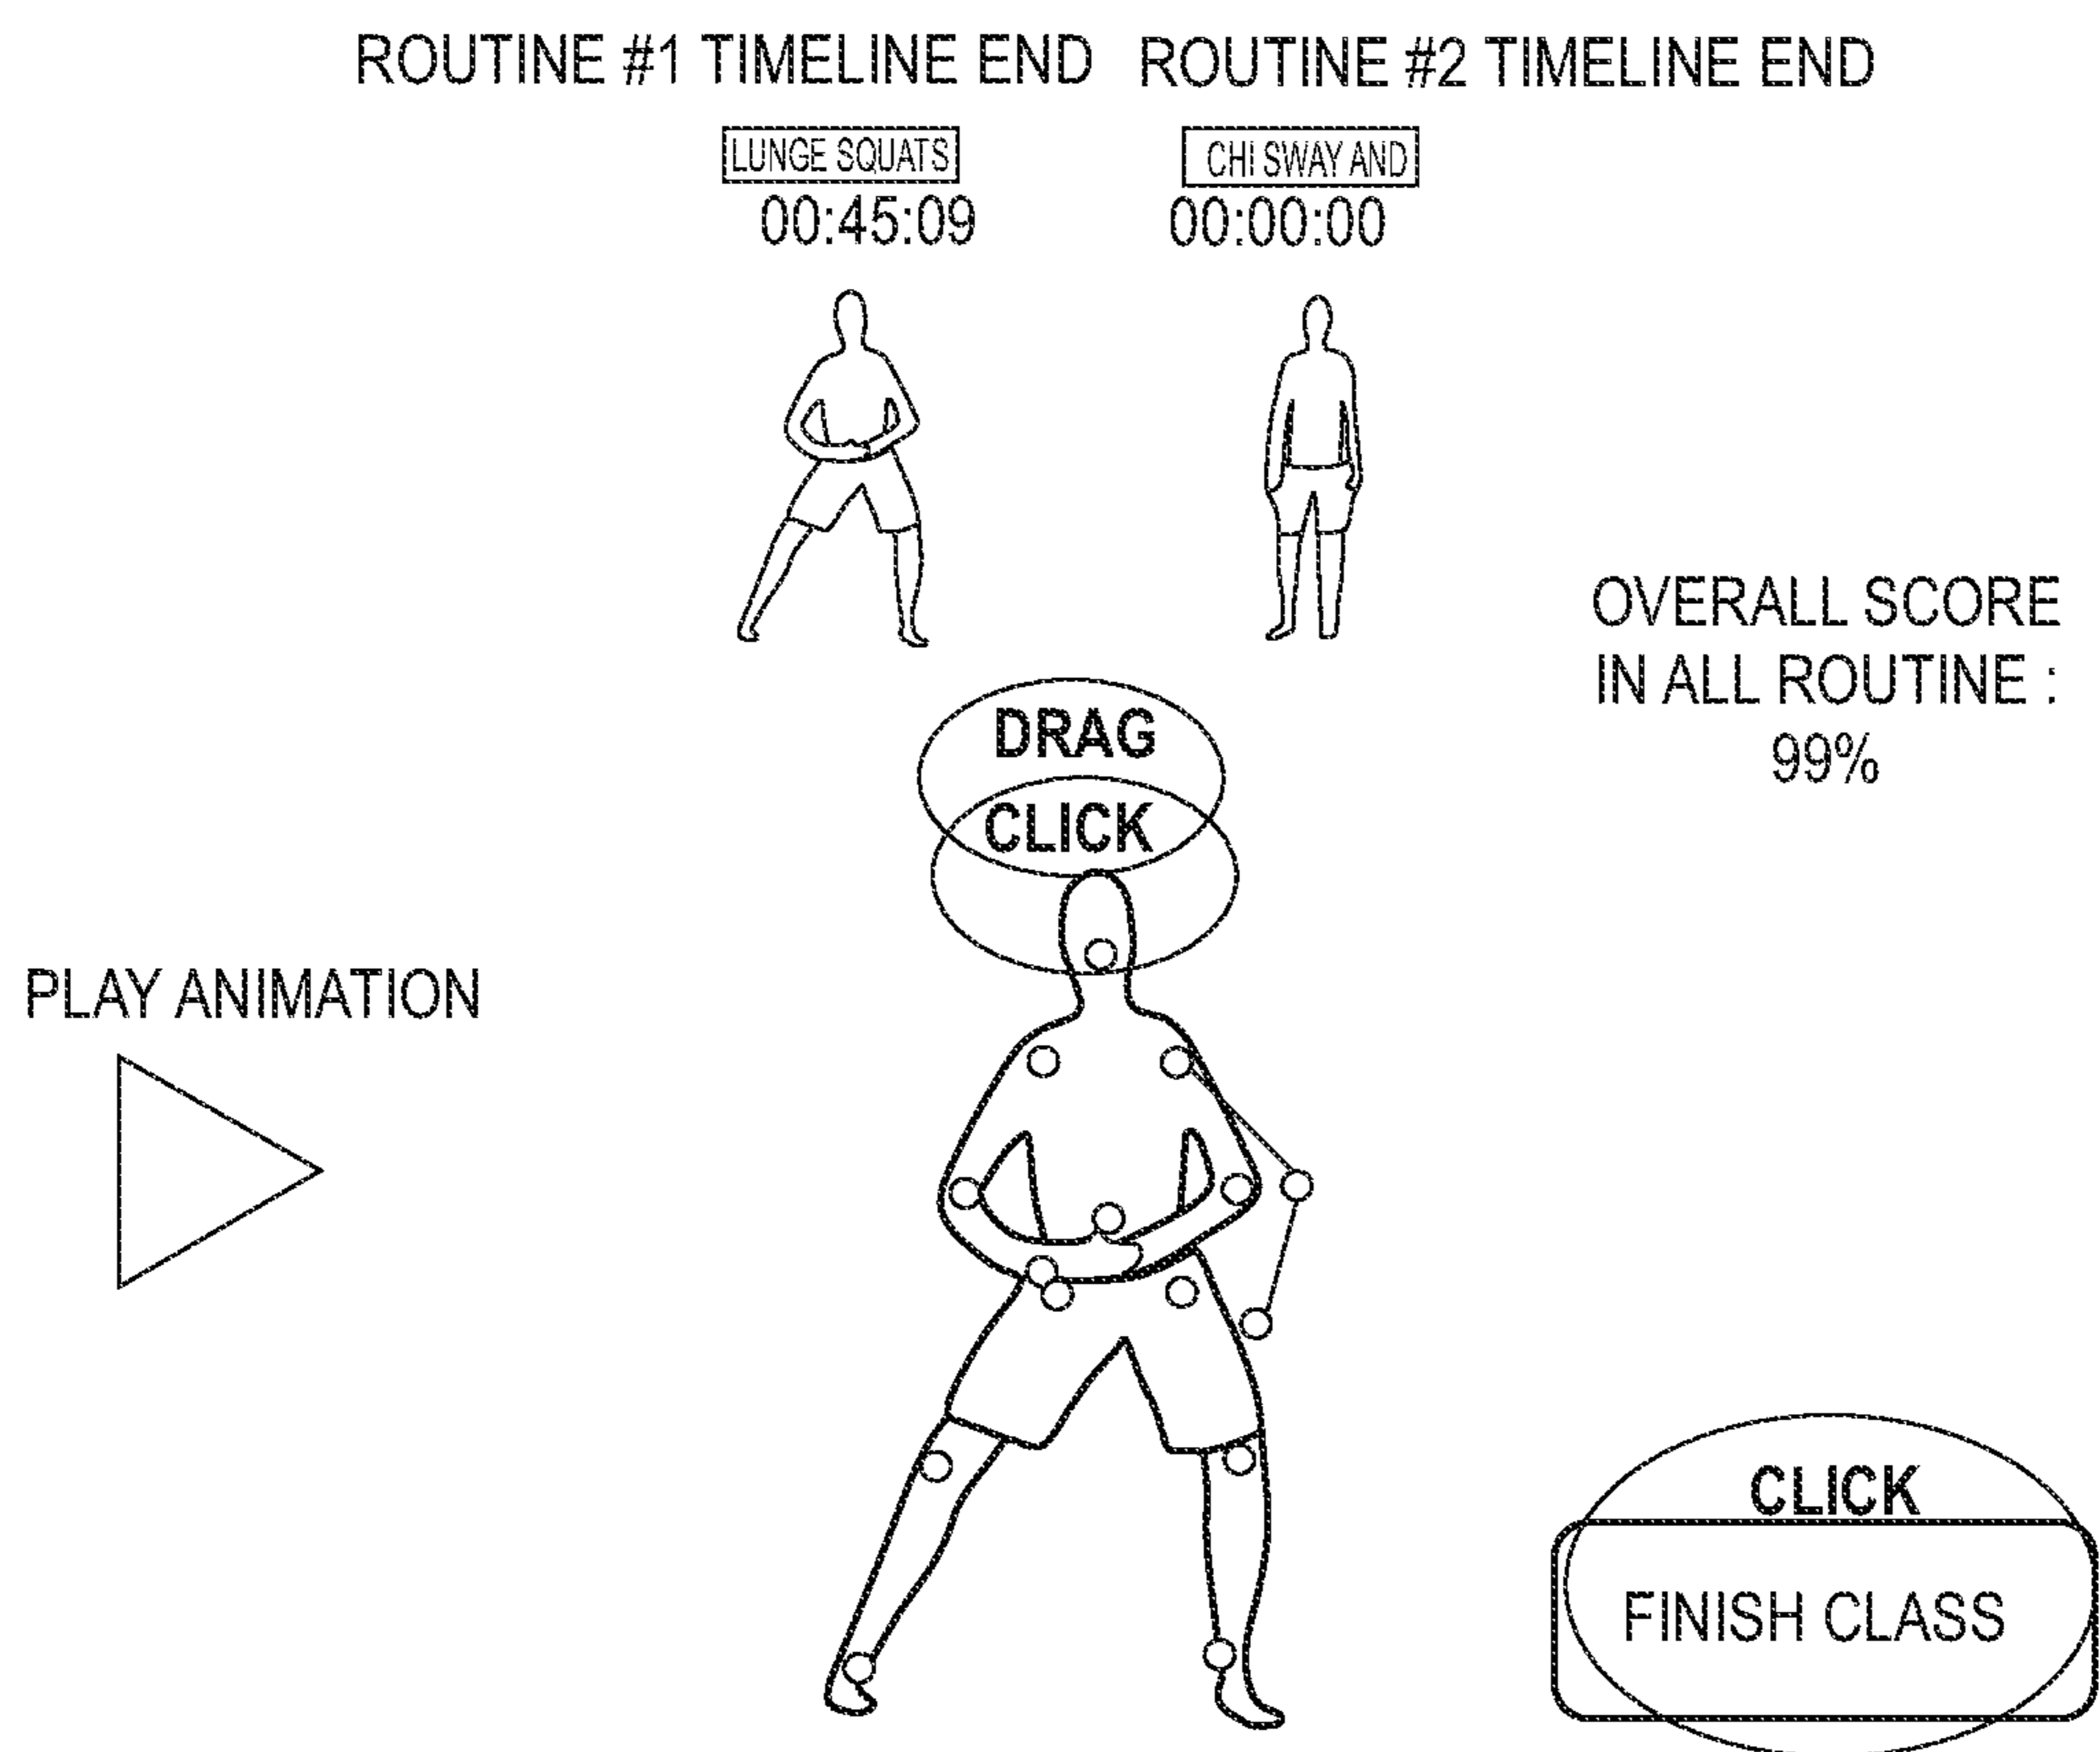 ROUTINE #1 TIMELINE END
ROUTINE #2 TIMELINE END
LUNGE SQUATS
CHI SWAY AND
00:45:09
00:00:00
OVERALL SCORE
IN ALL ROUTINE :
99%
DRAG
CLICK
PLAY ANIMATION
CLICK
FINISH CLASS